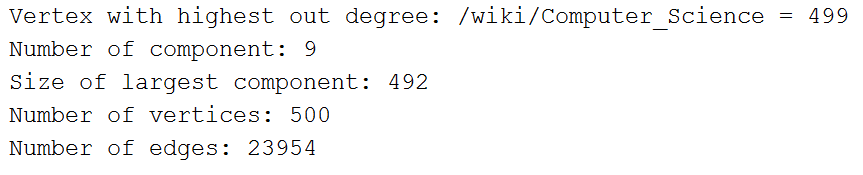 Vertex with highest out degree: /wiki/Computer_Science = 499
Number of component: 9
Size of largest component: 492
Number of vertices: 500
Number of edges: 23954